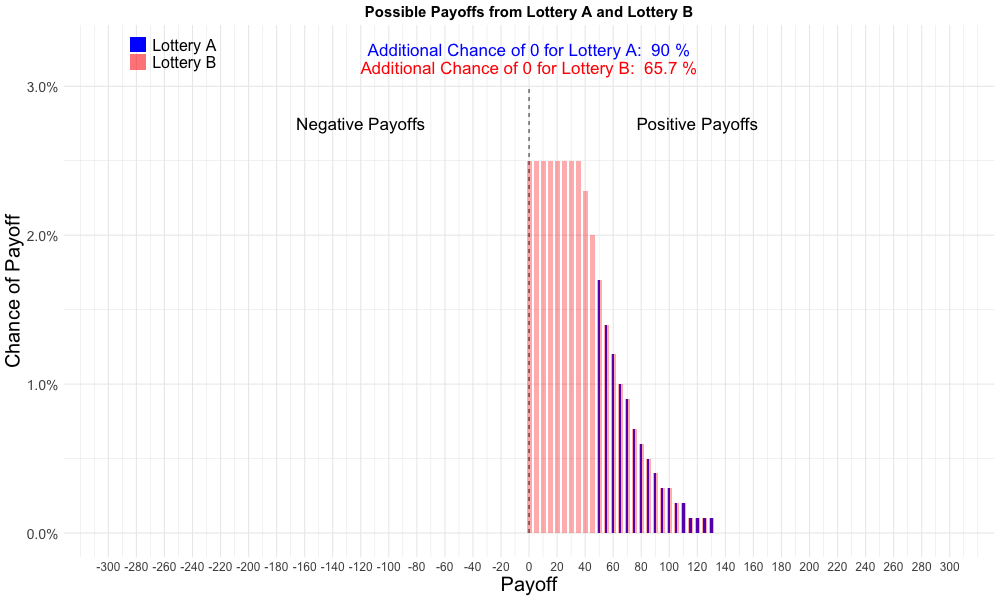 Possible Payoffs from Lottery A and Lottery B
Lottery A
Lottery B
Additional Chance of 0 for Lottery A:  90 %
Additional Chance of 0 for Lottery B:  65.7 %
Negative Payoffs
Positive Payoffs
Chance of Payoff
3.0%
2.0%
1.0%
0.0%
-300 -280 -260 -240 -220 -200 -180 -160 -140 -120 -100 -80 -60 -40 -20 0 20 40 60 80 100 120 140 160 180 200 220 240 260 280 300
Payoff